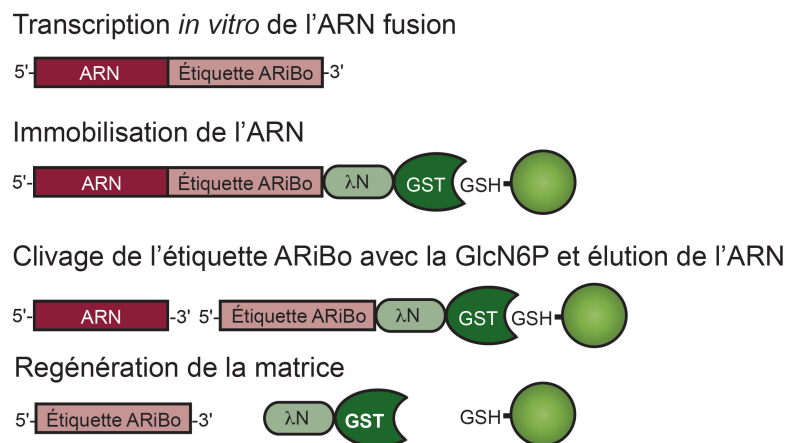 Transcription in vitro de l’ARN fusion
5'- ARN Étiquette ARiBo -3'
Immobilisation de l’ARN
5'- ARN Étiquette ARiBo λN GST GSH
Clivage de l’étiquette ARiBo avec la GlcN6P et élution de l’ARN
5'- ARN -3' 5'- Étiquette ARiBo λN GST GSH
Regénération de la matrice
5'- Étiquette ARiBo -3' λN GST GSH